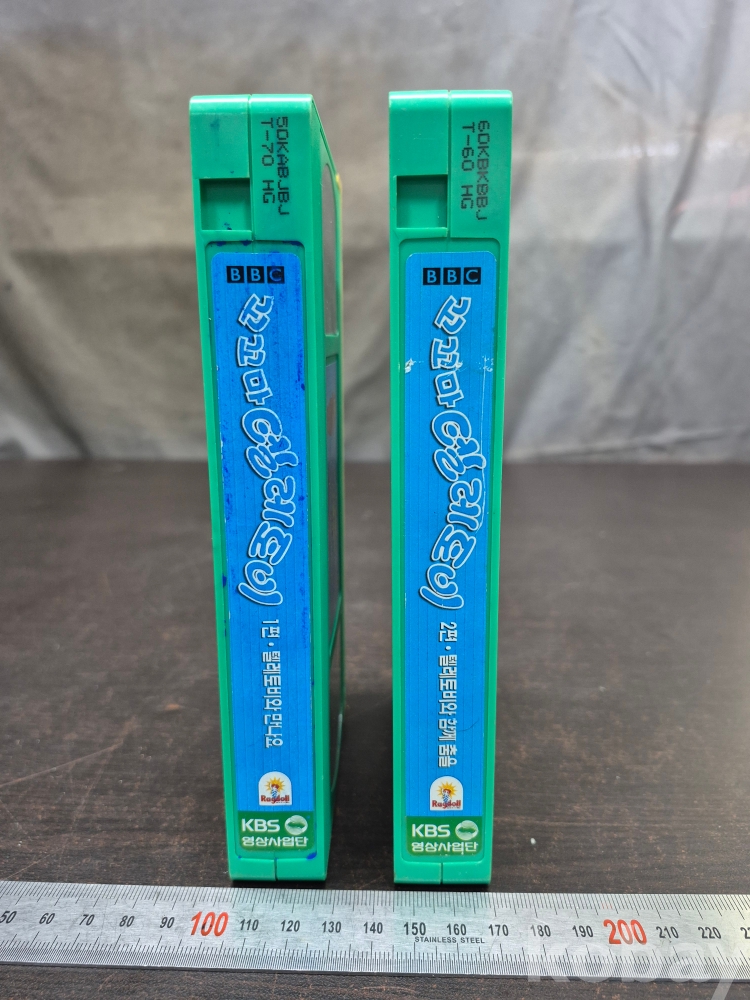 5DKABJBJ
T-70 HG
BBC
꼬꼬마 텔레토비
1편 · 텔레토비와 만나요
Ragdoll
KBS
영상사업단
6DKBKBBJ
T-60 HG
BBC
꼬꼬마 텔레토비
2편 · 텔레토비와 함께 춤을
Ragdoll
KBS
영상사업단
50 60 70 80 90 100 110 120 130 140 150 160 170 180 190 200 210 220
STAINLESS STEEL
kobay